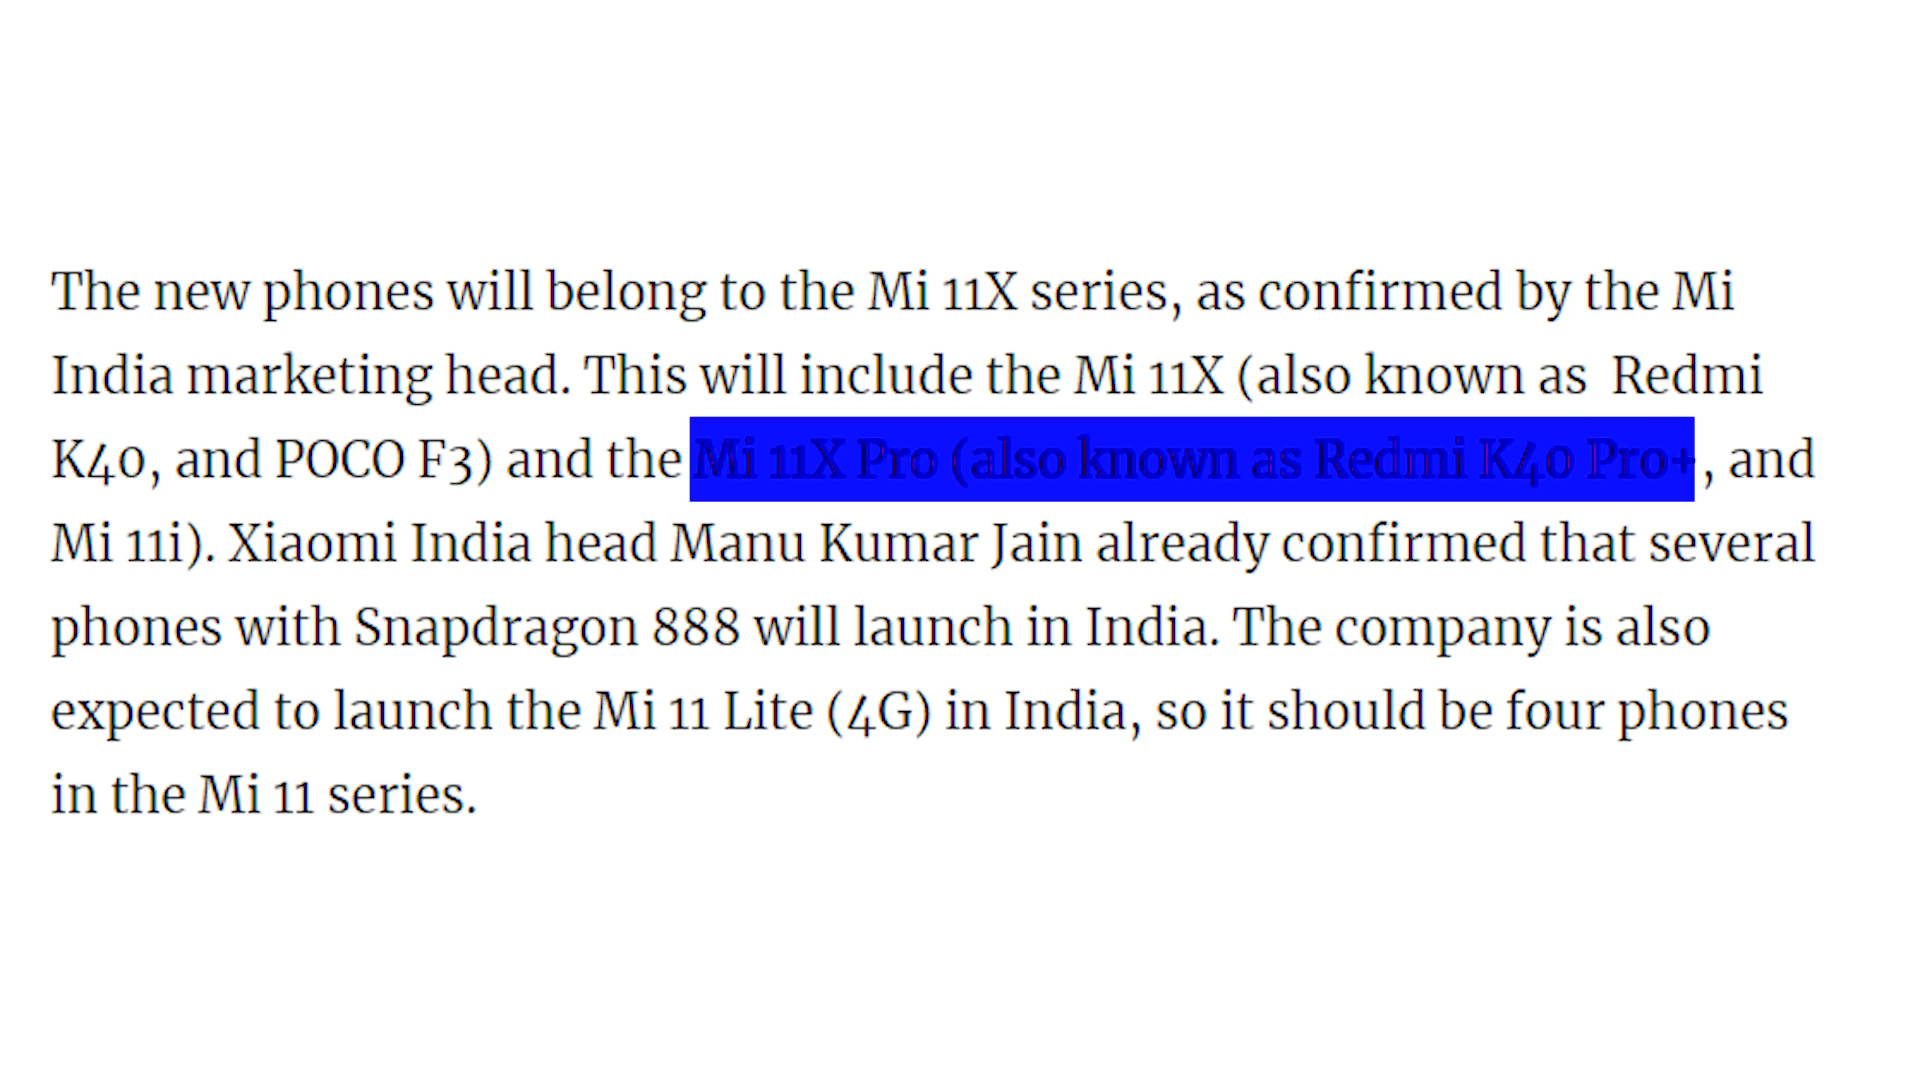 The new phones will belong to the Mi 11X series, as confirmed by the Mi
India marketing head. This will include the Mi 11X (also known as Redmi
K40, and POCO F3) and the Mi 11X Pro (also known as Redmi K40 Pro+, and
Mi 11i). Xiaomi India head Manu Kumar Jain already confirmed that several
phones with Snapdragon 888 will launch in India. The company is also
expected to launch the Mi 11 Lite (4G) in India, so it should be four phones
in the Mi 11 series.